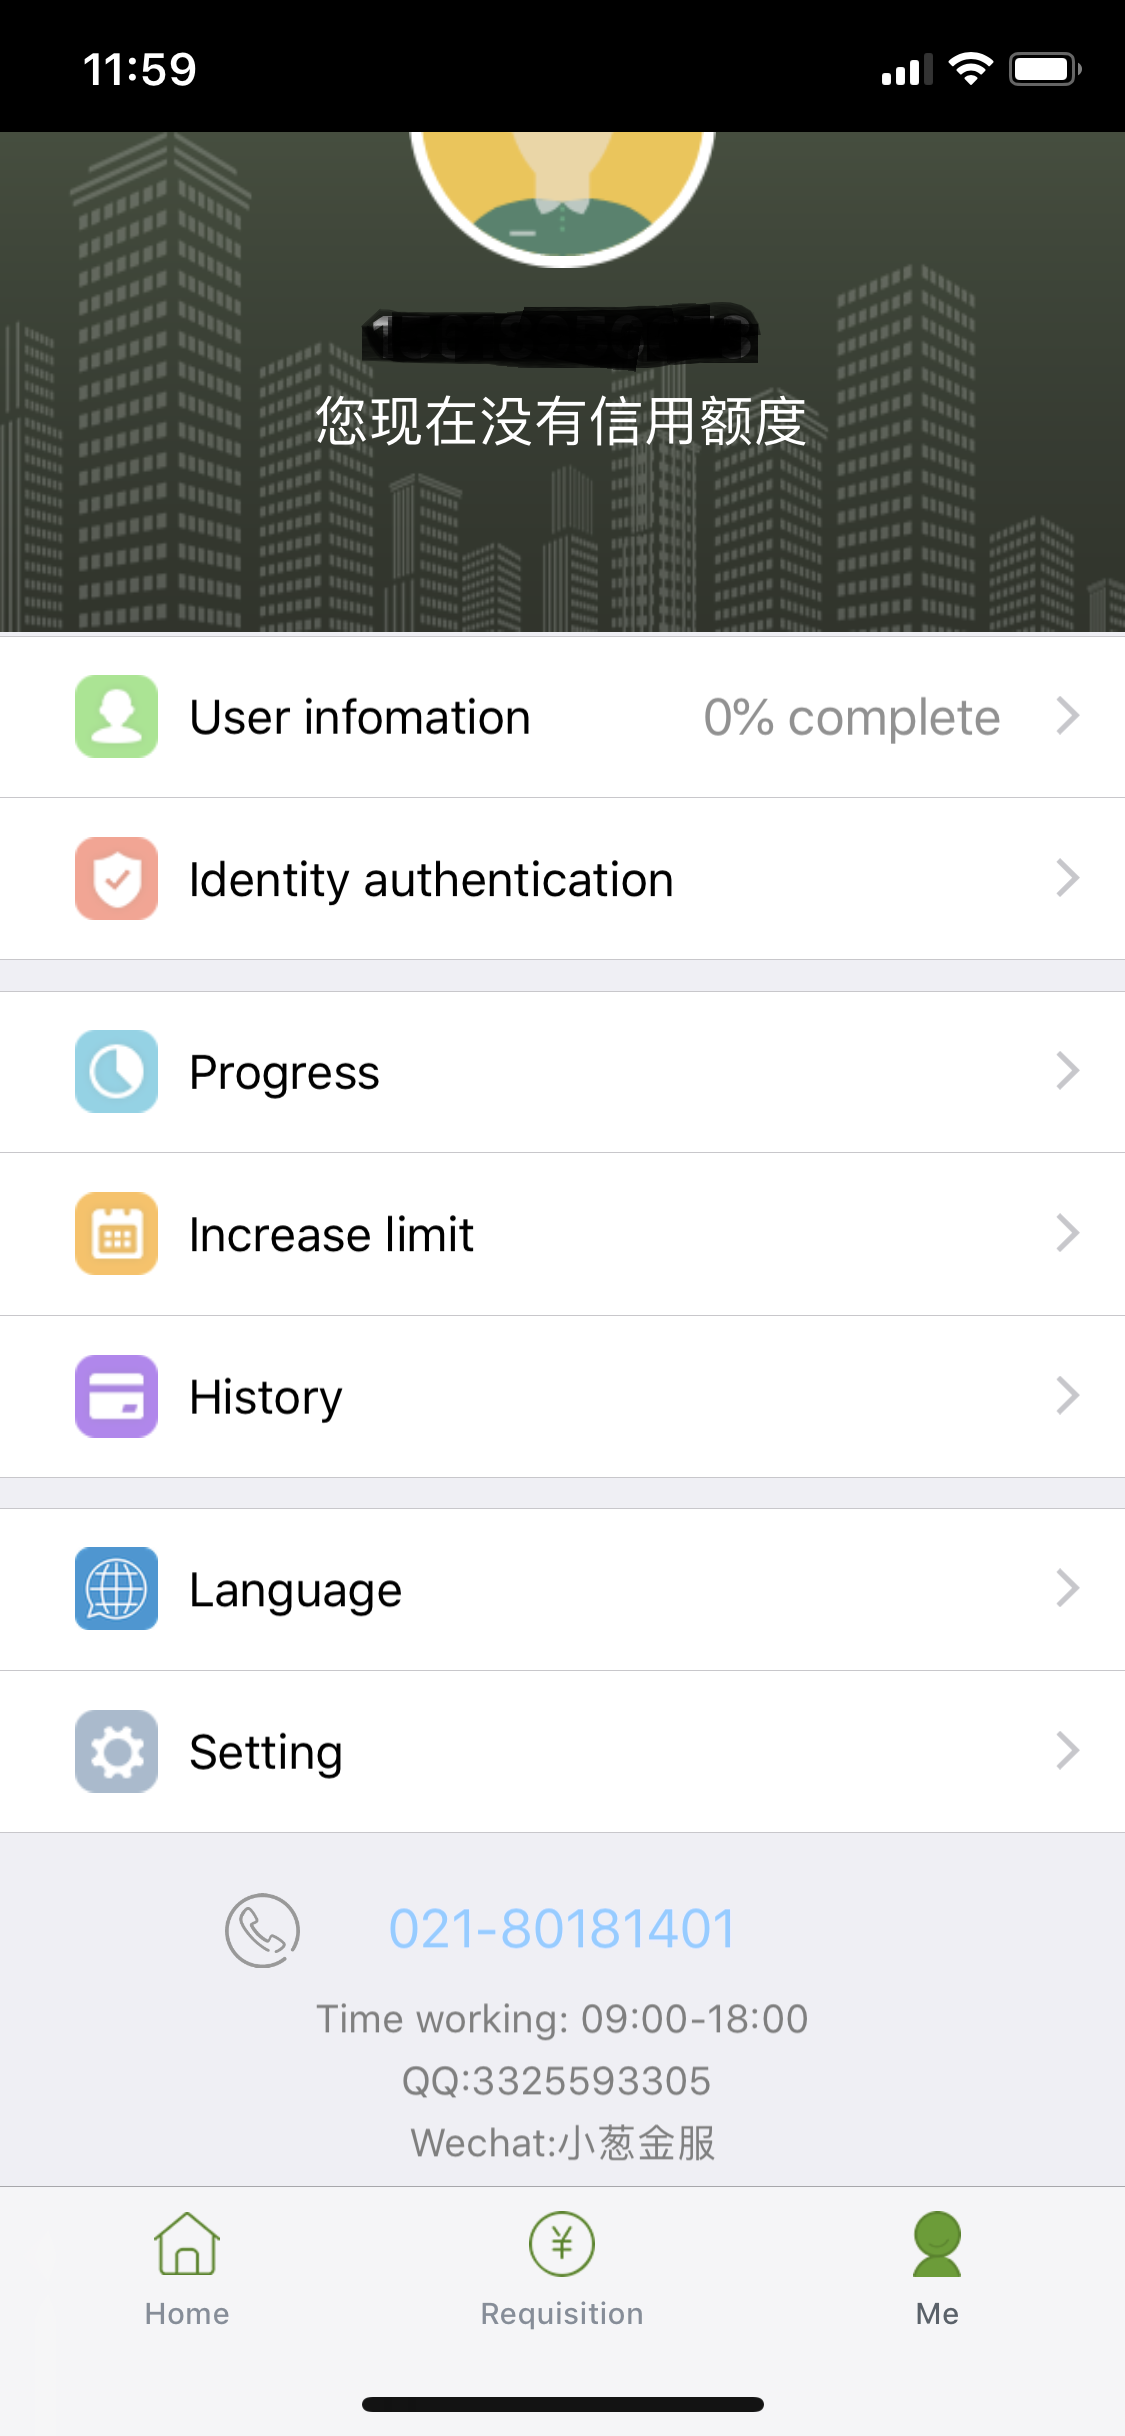 11:59
您现在没有信用额度
User infomation 0% complete
Identity authentication
Progress
Increase limit
History
Language
Setting
021-80181401
Time working: 09:00-18:00
QQ:3325593305
Wechat:小葱金服
Home Requisition Me